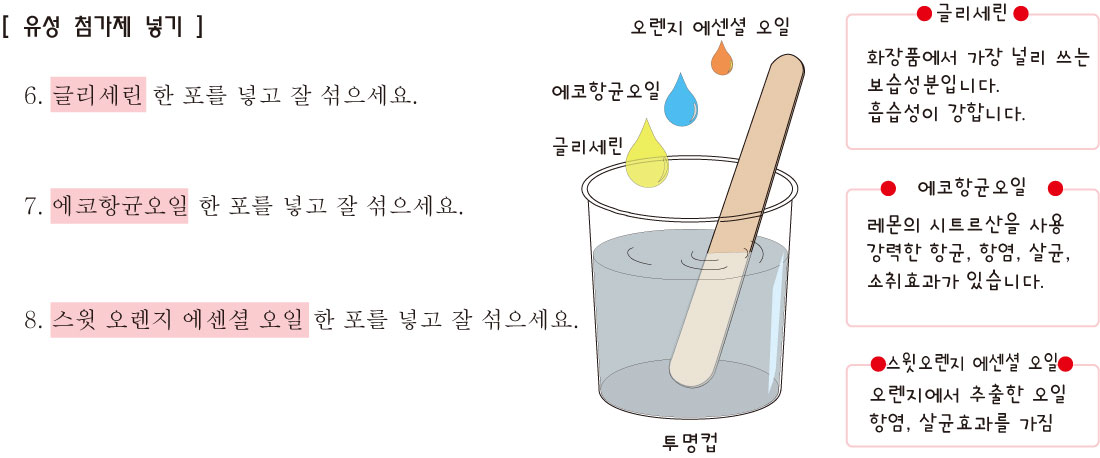 [ 유성 첨가제 넣기 ]
6. 글리세린 한 포를 넣고 잘 섞으세요.
7. 에코항균오일 한 포를 넣고 잘 섞으세요.
8. 스윗 오렌지 에센셜 오일 한 포를 넣고 잘 섞으세요.
오렌지 에센셜 오일
에코항균오일
글리세린
투명컵
글리세린
화장품에서 가장 널리 쓰는
보습성분입니다.
흡습성이 강합니다.
에코항균오일
레몬의 시트르산을 사용
강력한 항균, 항염, 살균,
소취효과가 있습니다.
스윗오렌지 에센셜 오일
오렌지에서 추출한 오일
항염, 살균효과를 가짐